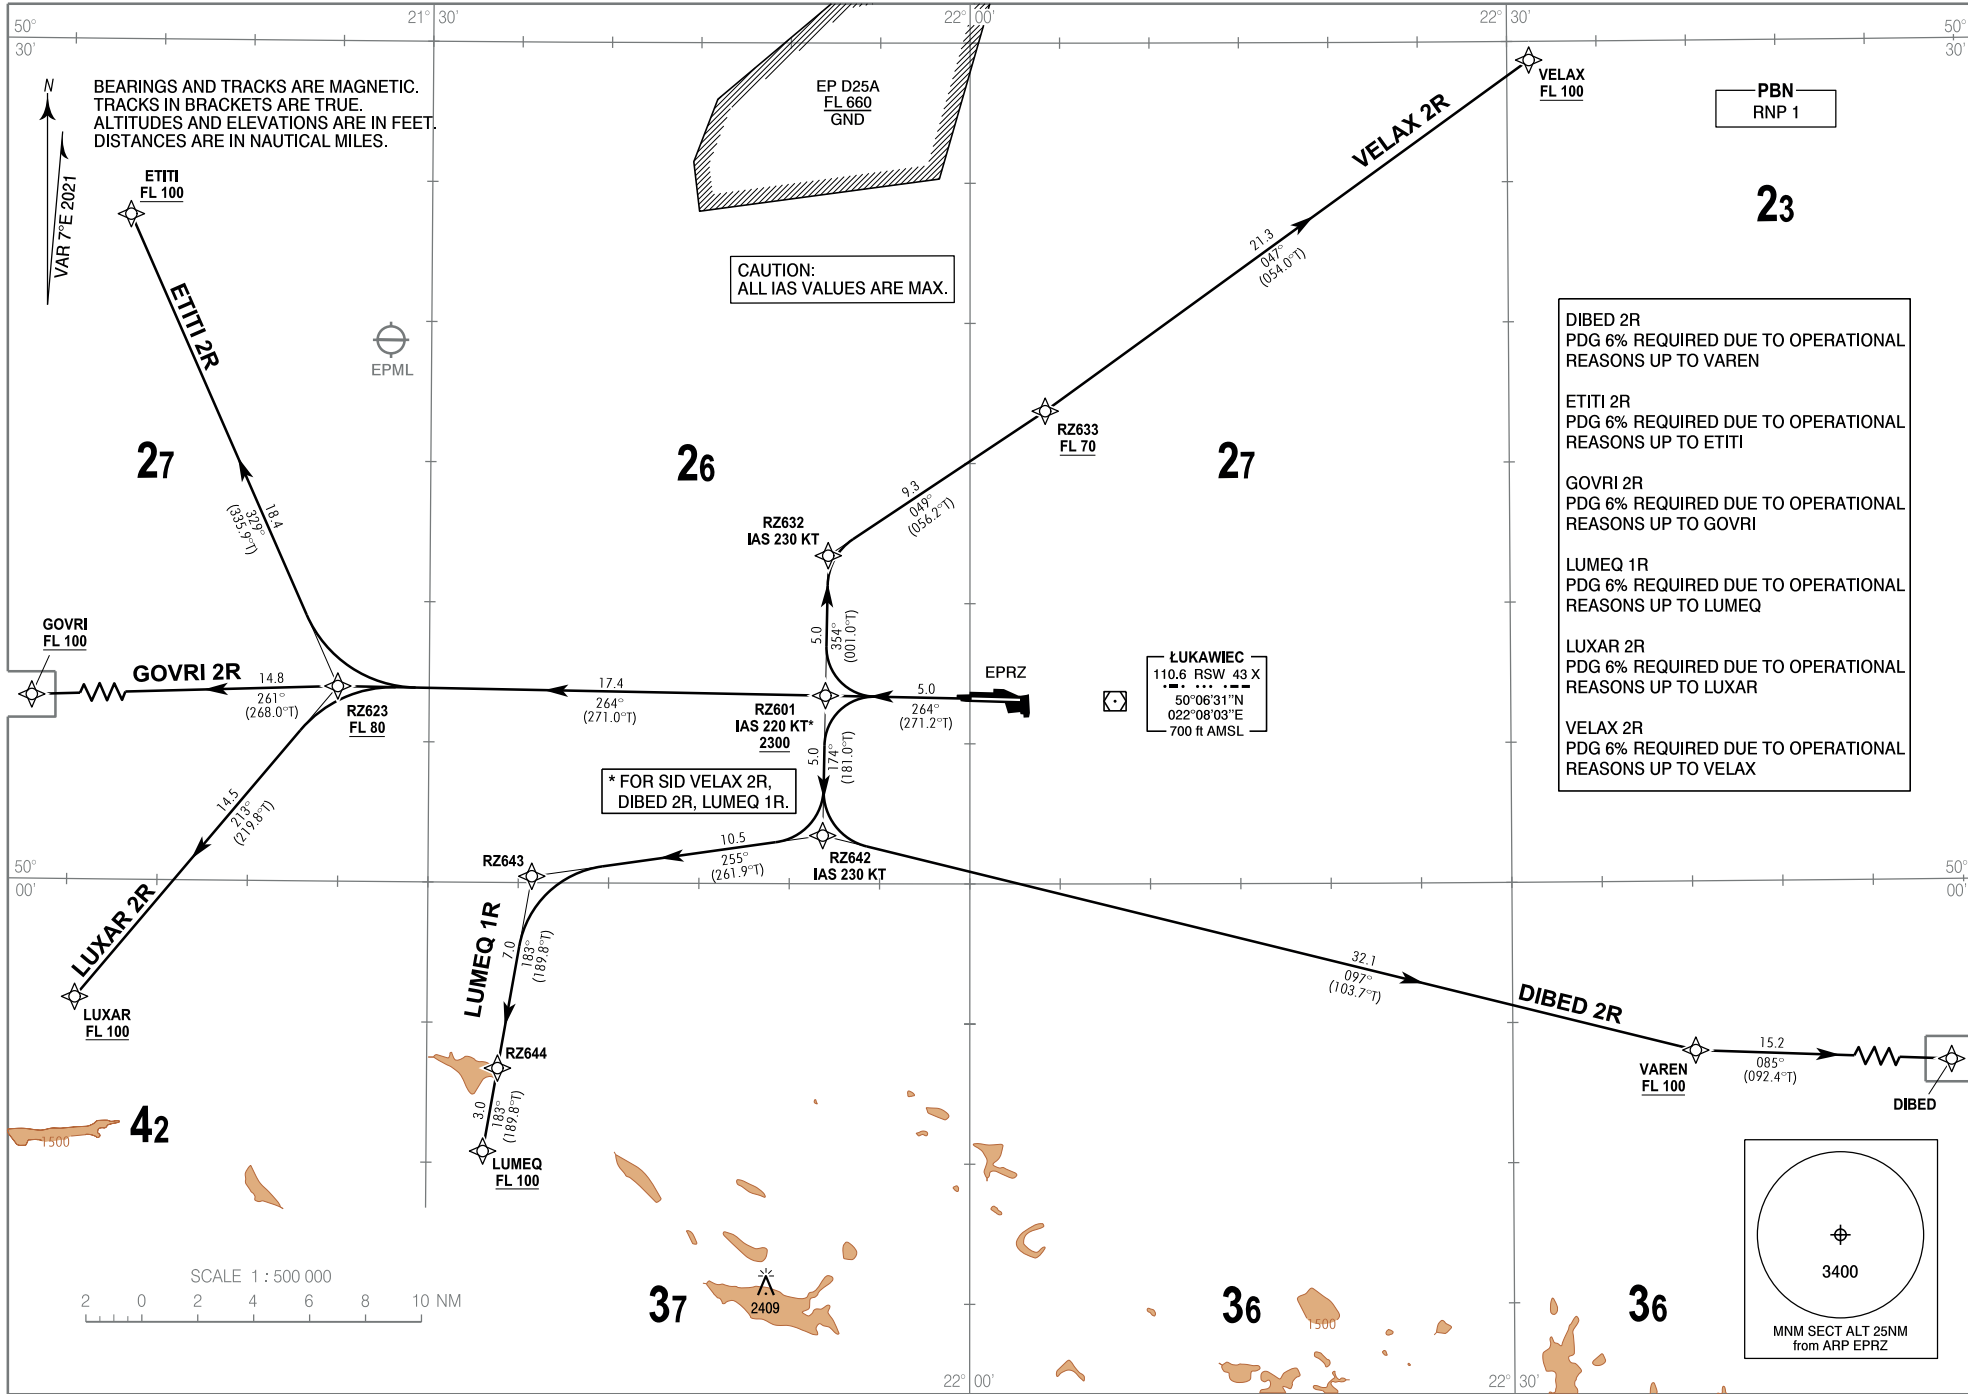 50°
30'
21° 30'
22° 00'
22° 30'
50°
30'
N
VAR 7°E 2021
BEARINGS AND TRACKS ARE MAGNETIC.
TRACKS IN BRACKETS ARE TRUE.
ALTITUDES AND ELEVATIONS ARE IN FEET.
DISTANCES ARE IN NAUTICAL MILES.
EP D25A
FL 660
GND
VELAX
FL 100
PBN
RNP 1
ETITI
FL 100
VELAX 2R
23
21.3
047°
(054.0°T)
CAUTION:
ALL IAS VALUES ARE MAX.
ETITI 2R
EPML
DIBED 2R
PDG 6% REQUIRED DUE TO OPERATIONAL
REASONS UP TO VAREN
ETITI 2R
PDG 6% REQUIRED DUE TO OPERATIONAL
REASONS UP TO ETITI
GOVRI 2R
PDG 6% REQUIRED DUE TO OPERATIONAL
REASONS UP TO GOVRI
LUMEQ 1R
PDG 6% REQUIRED DUE TO OPERATIONAL
REASONS UP TO LUMEQ
LUXAR 2R
PDG 6% REQUIRED DUE TO OPERATIONAL
REASONS UP TO LUXAR
VELAX 2R
PDG 6% REQUIRED DUE TO OPERATIONAL
REASONS UP TO VELAX
RZ633
FL 70
27
26
27
18.4
329°
(335.9°T)
9.3
049°
(056.2°T)
RZ632
IAS 230 KT
5.0
354°
(001.0°T)
GOVRI
FL 100
GOVRI 2R
14.8
261°
(268.0°T)
RZ623
FL 80
17.4
264°
(271.0°T)
RZ601
IAS 220 KT*
2300
5.0
264°
(271.2°T)
EPRZ
ŁUKAWIEC
110.6 RSW 43 X
50°06'31''N
022°08'03''E
700 ft AMSL
5.0
174°
(181.0°T)
* FOR SID VELAX 2R,
DIBED 2R, LUMEQ 1R.
14.5
213°
(219.8°T)
LUXAR 2R
LUXAR
FL 100
10.5
255°
(261.9°T)
RZ642
IAS 230 KT
RZ643
50°
00'
50°
00'
LUMEQ 1R
7.0
183°
(189.8°T)
32.1
097°
(103.7°T)
DIBED 2R
RZ644
3.0
183°
(189.8°T)
LUMEQ
FL 100
VAREN
FL 100
15.2
085°
(092.4°T)
DIBED
42
1500
SCALE 1 : 500 000
2 0 2 4 6 8 10 NM
37
2409
36
1500
36
3400
MNM SECT ALT 25NM
from ARP EPRZ
22° 00'
22° 30'